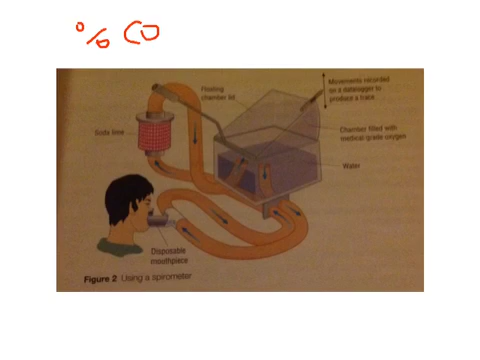 % CO
Floating
chamber lid
Movements recorded
on a datalogger to
produce a trace
Soda lime
Chamber filled with
medical grade oxygen
Water
Disposable
mouthpiece
Figure 2 Using a spirometer